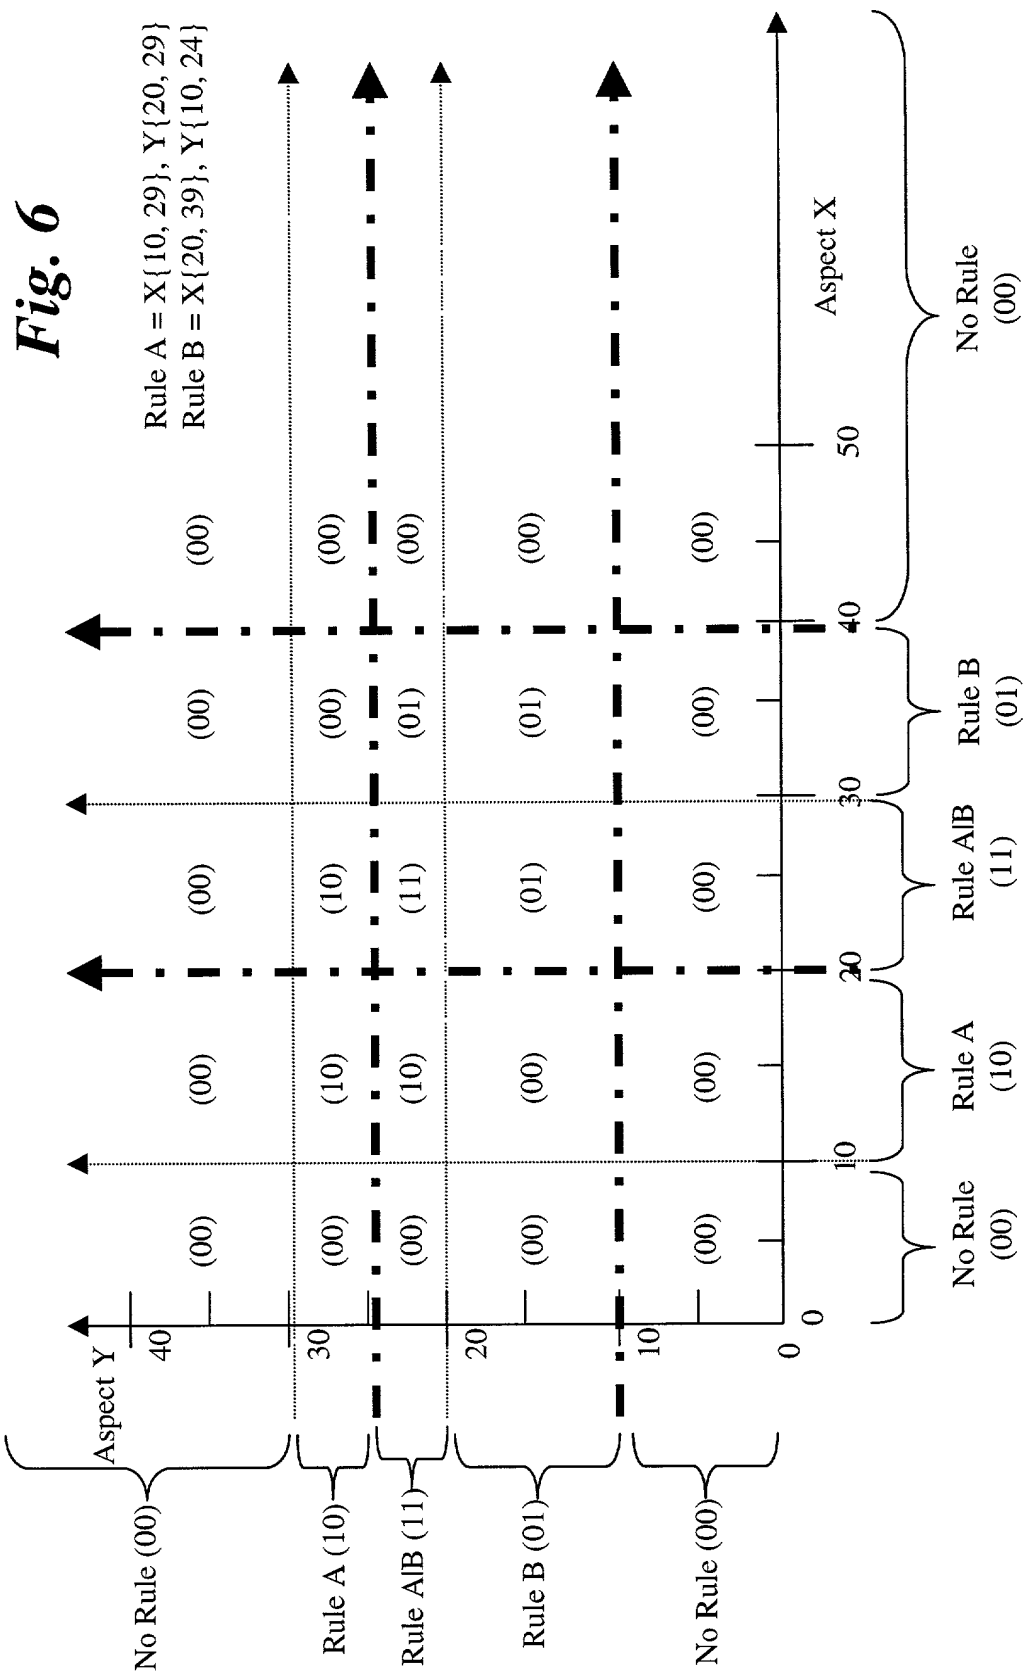 Fig. 6
Rule A = X{10, 29}, Y{20, 29}
Rule B = X{20, 39}, Y{10, 24}
Aspect Y
No Rule (00)
Rule A (10)
Rule A|B (11)
Rule B (01)
No Rule (00)
40
30
20
10
0
(00) (00) (00) (00) (00)
(00) (10) (10) (00) (00)
(00) (10) (11) (01) (00)
(00) (01) (01) (00) (00)
(00) (00) (00) (00) (00)
0 10 20 30 40 50
Aspect X
No Rule
(00)
Rule A
(10)
Rule A|B
(11)
Rule B
(01)
No Rule
(00)